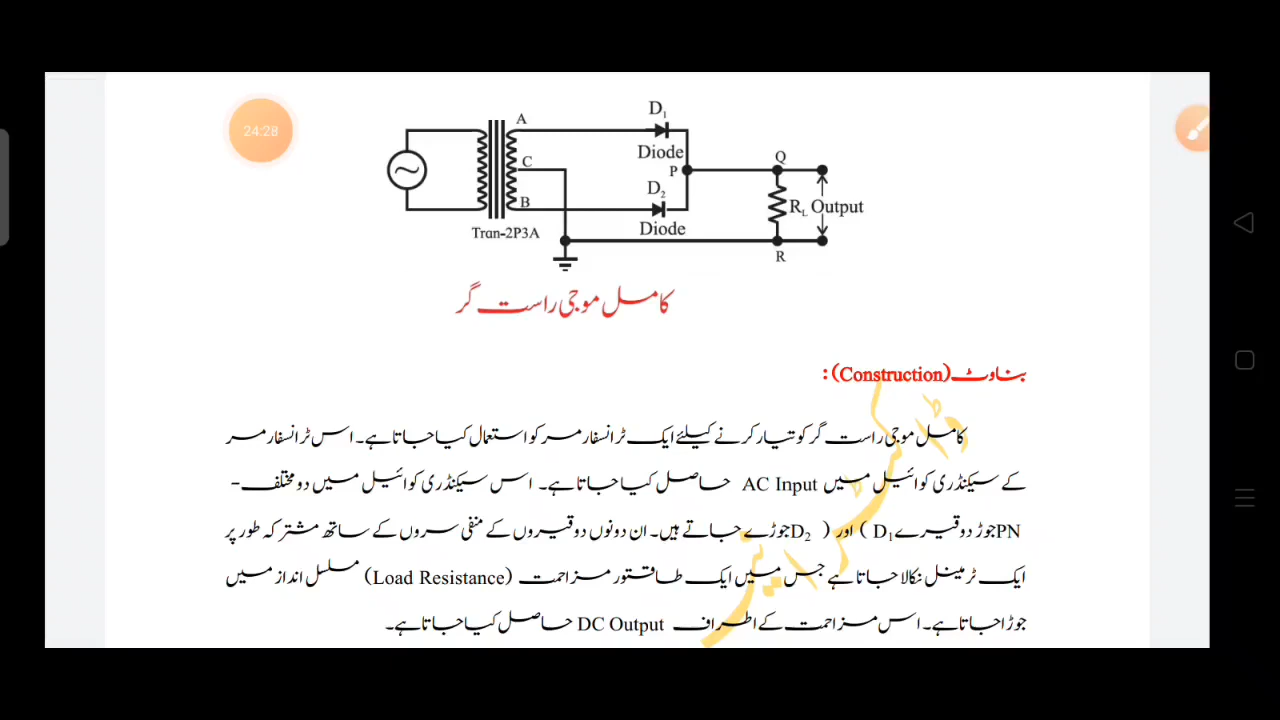 24:28
D₁
A
Diode
C
P
Q
D₂
B
R_L Output
Tran-2P3A
Diode
R
کامل موجی راست گر
بناوٹ (Construction) :
کامل موجی راست گر کو تیار کرنے کیلئے ایک ٹرانسفارمر کو استعمال کیا جاتا ہے۔ اس ٹرانسفارمر
کے سیکنڈری کوائیل میں AC Input حاصل کیا جاتا ہے۔ اس سیکنڈری کوائیل میں دو مختلف-
PN جوڑ دو قیرے D₁ ) اور ( D₂ جوڑے جاتے ہیں۔ ان دونوں دو قیروں کے منفی سروں کے ساتھ مشترکہ طور پر
ایک ٹرمینل نکالا جاتا ہے جس میں ایک طاقتور مزاحمت (Load Resistance) مسلسل انداز میں
جوڑا جاتا ہے۔ اس مزاحمت کے اطراف DC Output حاصل کیا جاتا ہے۔